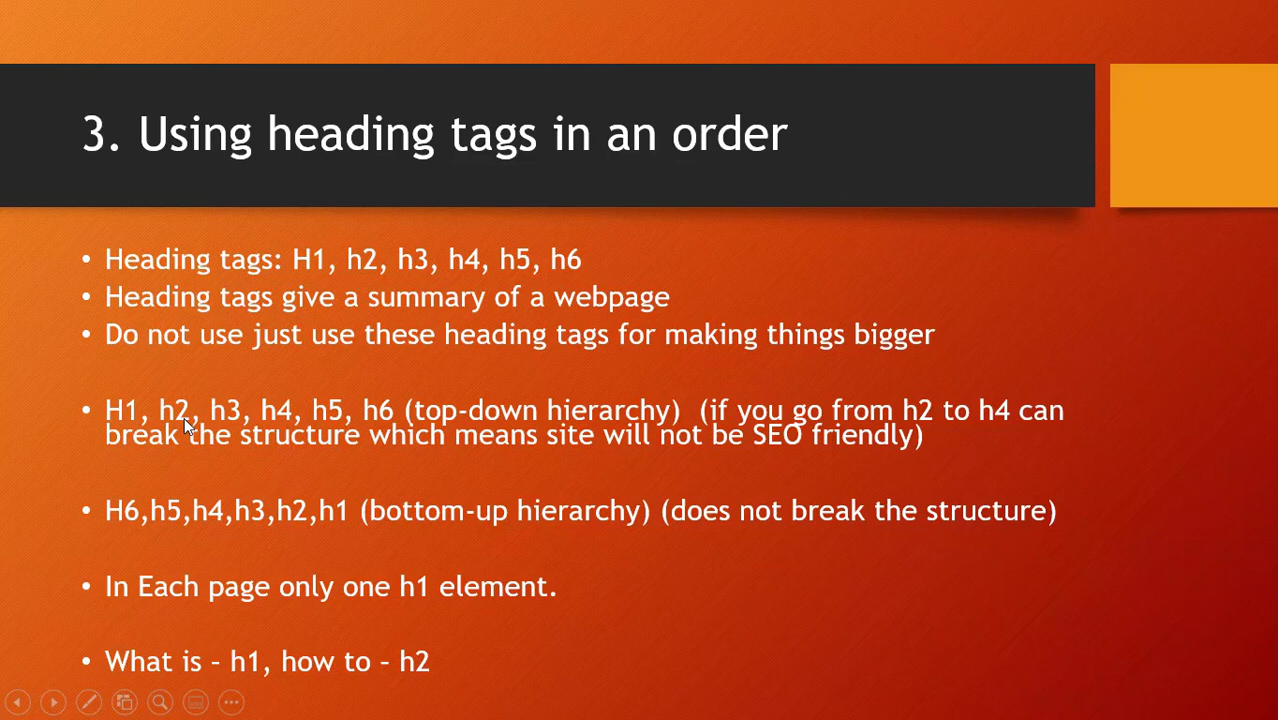 3. Using heading tags in an order
• Heading tags: H1, h2, h3, h4, h5, h6
• Heading tags give a summary of a webpage
• Do not use just use these heading tags for making things bigger
• H1, h2, h3, h4, h5, h6 (top-down hierarchy)  (if you go from h2 to h4 can
break the structure which means site will not be SEO friendly)
• H6,h5,h4,h3,h2,h1 (bottom-up hierarchy) (does not break the structure)
• In Each page only one h1 element.
• What is – h1, how to – h2